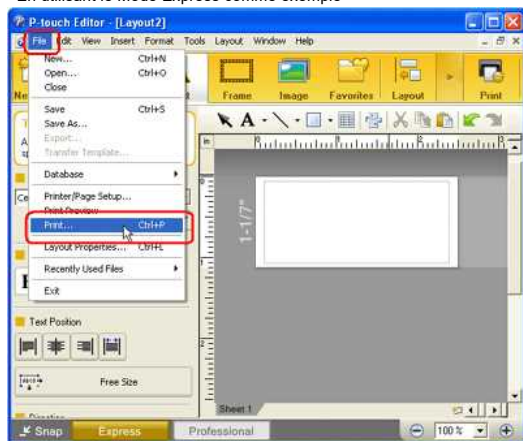 En utilisant le Mode Express comme exemple
P-touch Editor - [Layout2]
File Edit View Insert Format Tools Layout Window Help
New... Ctrl+N
Open... Ctrl+O
Close
Save Ctrl+S
Save As...
Export...
Transfer Template...
Database
Printer/Page Setup...
Print Preview
Print... Ctrl+P
Layout Properties... Ctrl+L
Recently Used Files
Exit
Frame Image Favorites Layout Print
A
in
1-1/7"
Text Position
Free Size
Sheet 1
Snap Express Professional 100 %